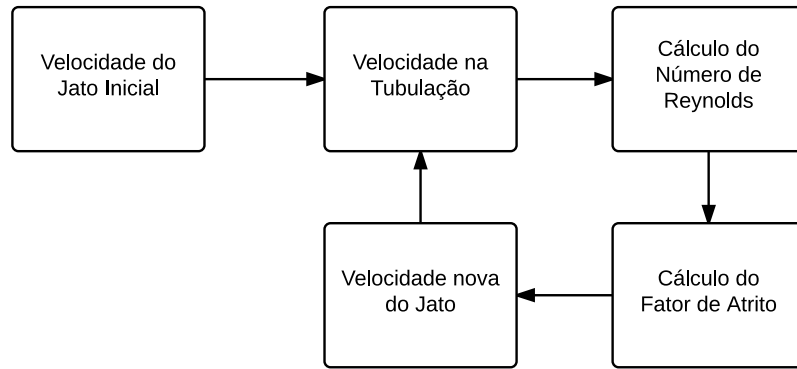 Velocidade do
Jato Inicial
Velocidade na
Tubulação
Cálculo do
Número de
Reynolds
Velocidade nova
do Jato
Cálculo do
Fator de Atrito